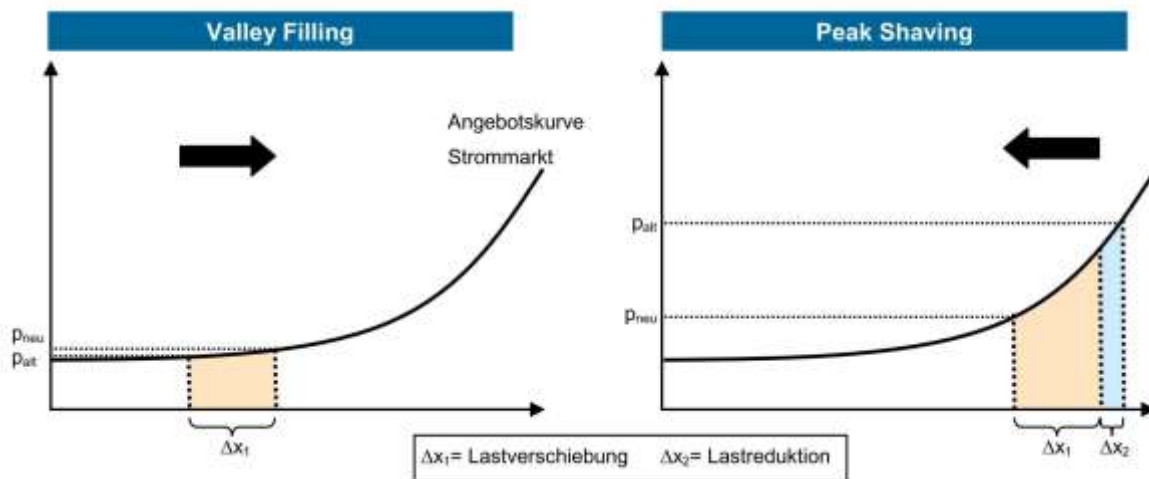 Valley Filling
Angebotskurve
Strommarkt
pneu
palt
Δx1
Peak Shaving
palt
pneu
Δx1 Δx2
Δx1= Lastverschiebung Δx2= Lastreduktion